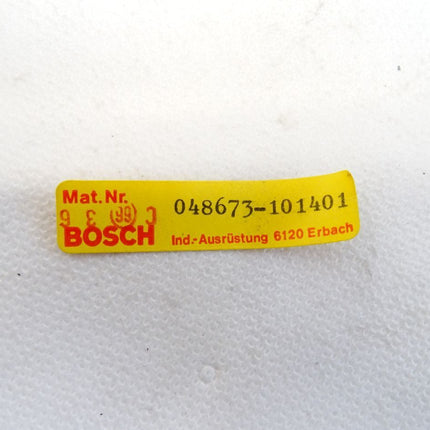 Mat. Nr.
048673-101401
BOSCH
Ind.-Ausrüstung 6120 Erbach